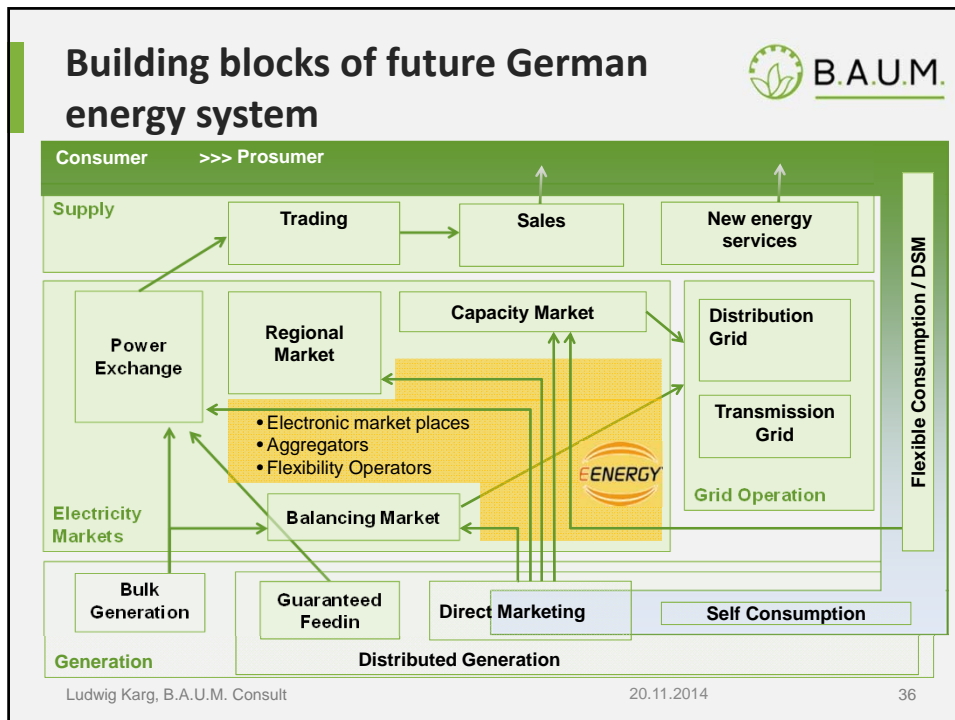 Building blocks of future German
energy system
B.A.U.M.
Consumer >>> Prosumer
Supply
Trading
Sales
New energy
services
Flexible Consumption / DSM
Power
Exchange
Regional
Market
Capacity Market
Distribution
Grid
Transmission
Grid
• Electronic market places
• Aggregators
• Flexibility Operators
EENERGY
Grid Operation
Electricity
Markets
Balancing Market
Bulk
Generation
Guaranteed
Feedin
Direct Marketing
Self Consumption
Generation
Distributed Generation
Ludwig Karg, B.A.U.M. Consult
20.11.2014
36